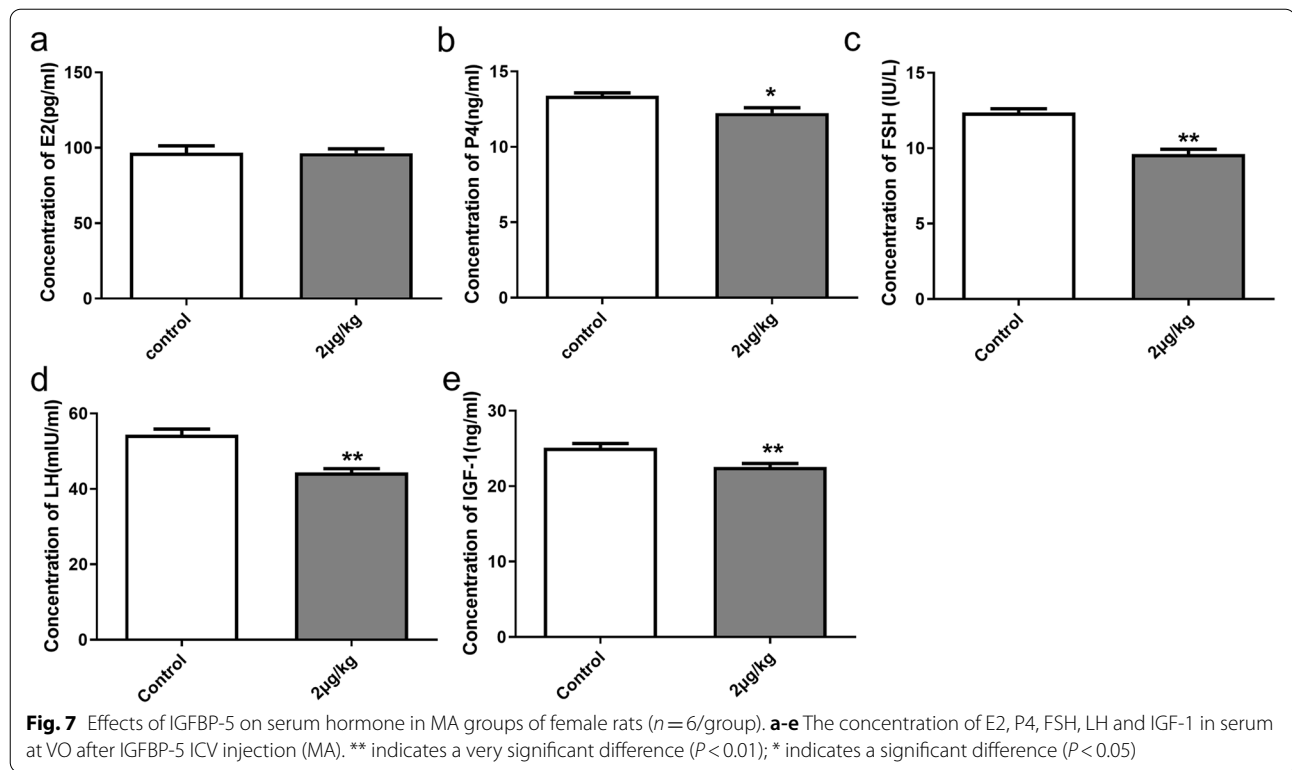 a
Concentration of E2(pg/ml)
150
100
50
0
control
2µg/kg
b
Concentration of P4(ng/ml)
15
10
5
0
*
control
2µg/kg
c
Concentration of FSH (IU/L)
15
10
5
0
**
Control
2µg/kg
d
Concentration of LH(mIU/ml)
60
40
20
0
**
Control
2µg/kg
e
Concentration of IGF-1(ng/ml)
30
20
10
0
**
Control
2µg/kg
Fig. 7 Effects of IGFBP-5 on serum hormone in MA groups of female rats (n = 6/group). a-e The concentration of E2, P4, FSH, LH and IGF-1 in serum
at VO after IGFBP-5 ICV injection (MA). ** indicates a very significant difference (P < 0.01); * indicates a significant difference (P < 0.05)